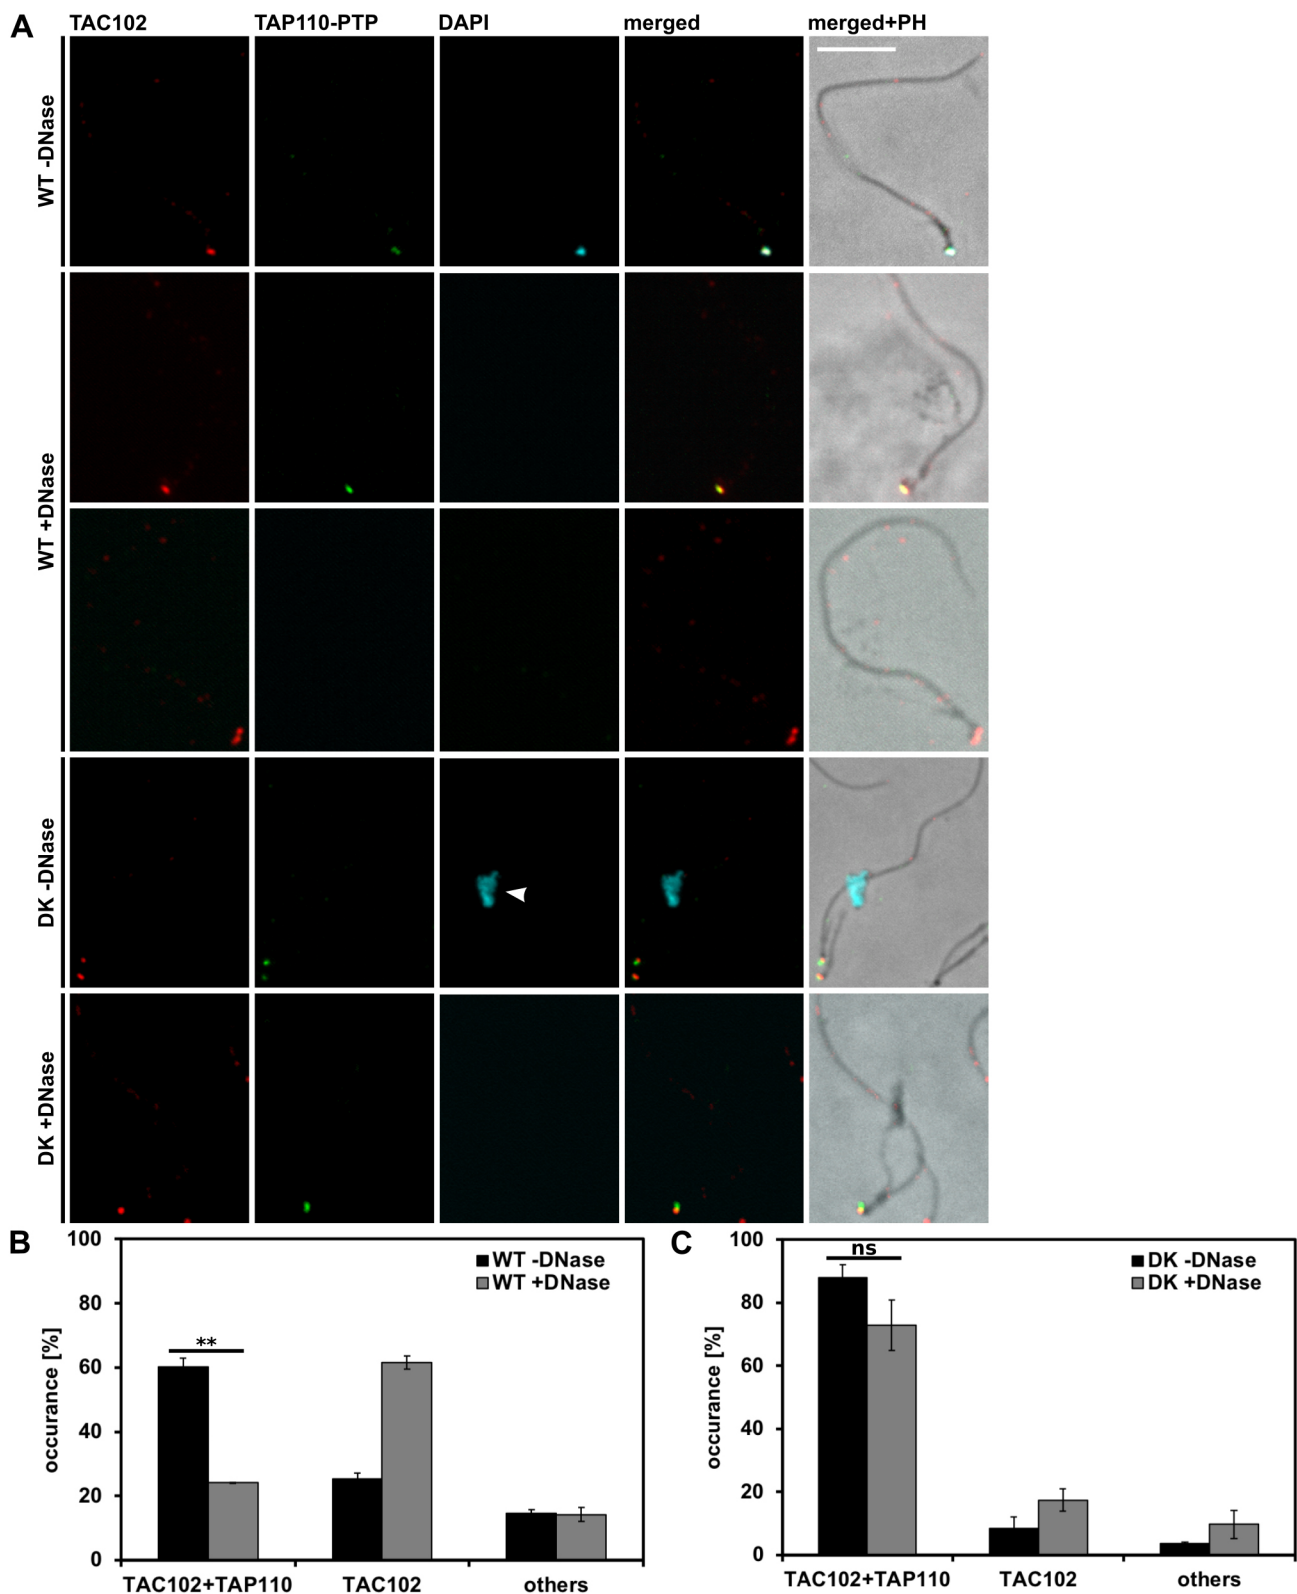 A
TAC102 TAP110-PTP DAPI merged merged+PH
WT -DNase
WT +DNase
DK -DNase
DK +DNase
B
100
80
60
40
20
0
occurance [%]
**
WT -DNase
WT +DNase
TAC102+TAP110 TAC102 others
C
100
80
60
40
20
0
occurance [%]
ns
DK -DNase
DK +DNase
TAC102+TAP110 TAC102 others